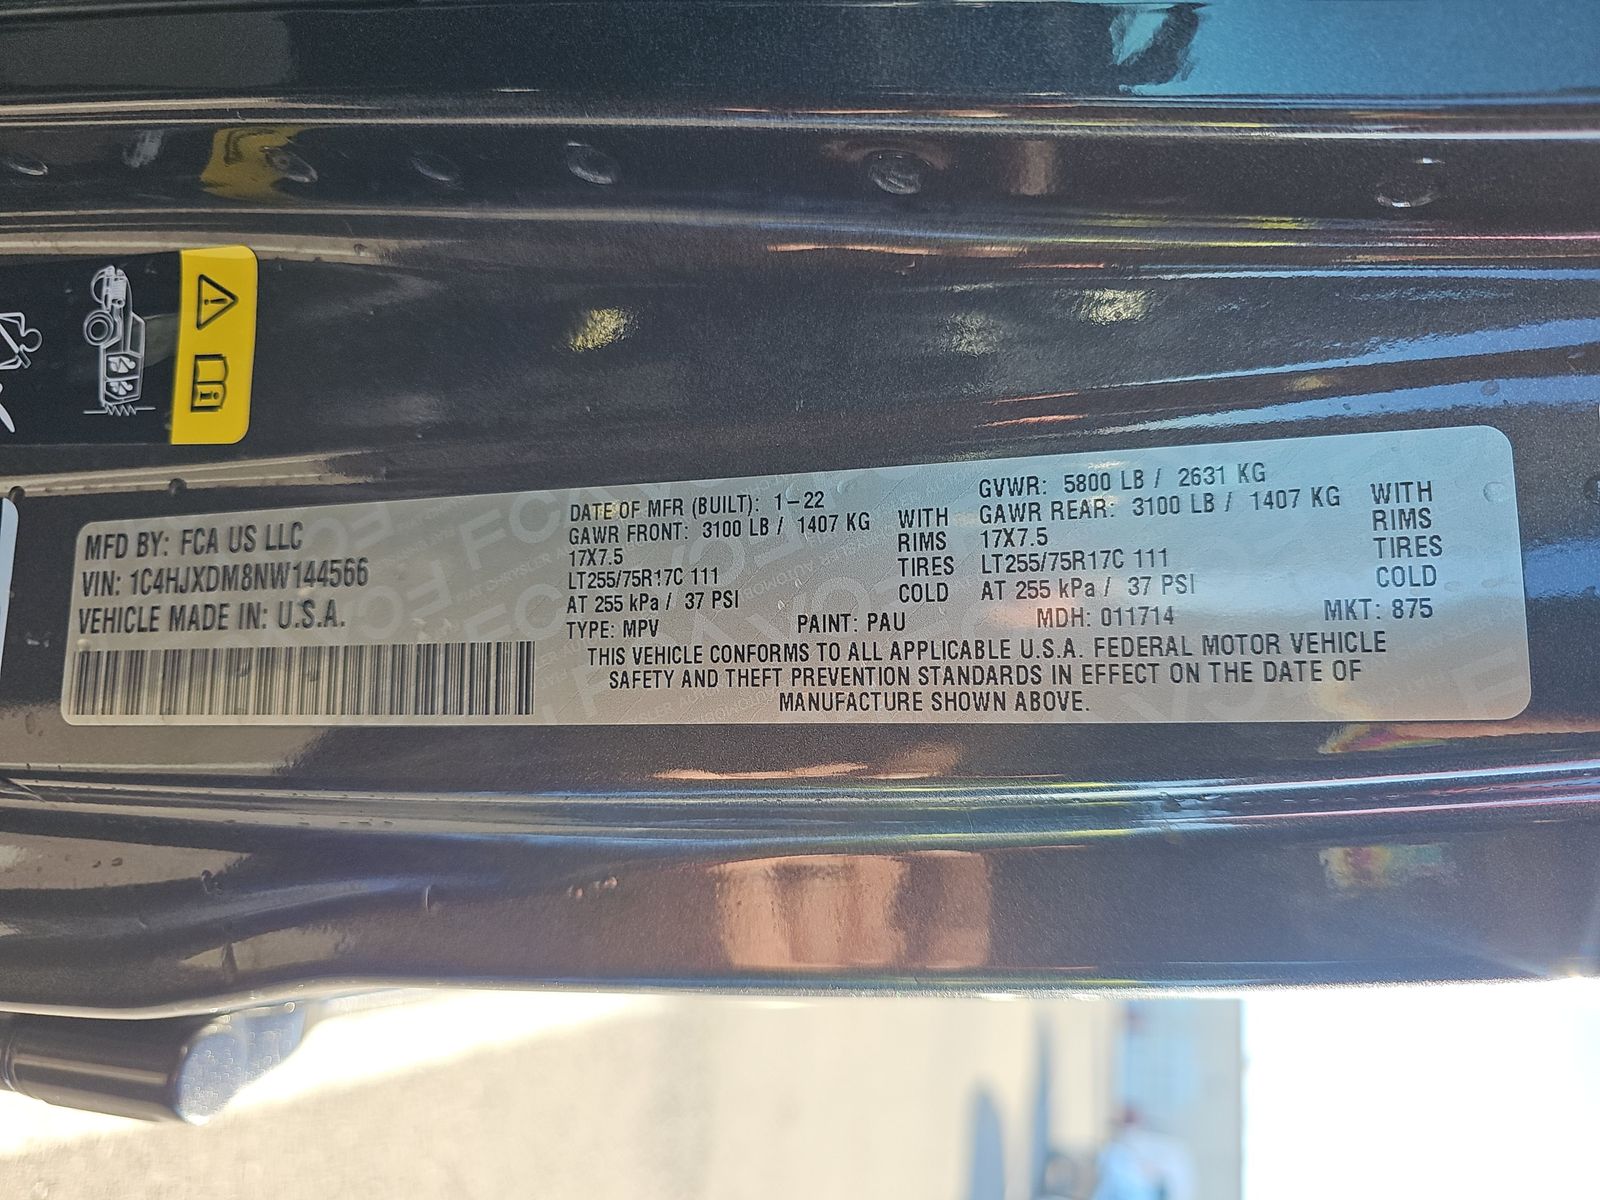 MFD BY: FCA US LLC
VIN: 1C4HJXDM8NW144566
VEHICLE MADE IN: U.S.A.
DATE OF MFR (BUILT): 1-22
GAWR FRONT: 3100 LB / 1407 KG WITH
17X7.5 RIMS
LT255/75R17C 111 TIRES
AT 255 kPa / 37 PSI COLD
GVWR: 5800 LB / 2631 KG
GAWR REAR: 3100 LB / 1407 KG WITH
17X7.5 RIMS
LT255/75R17C 111 TIRES
AT 255 kPa / 37 PSI COLD
TYPE: MPV PAINT: PAU MDH: 011714 MKT: 875
THIS VEHICLE CONFORMS TO ALL APPLICABLE U.S.A. FEDERAL MOTOR VEHICLE
SAFETY AND THEFT PREVENTION STANDARDS IN EFFECT ON THE DATE OF
MANUFACTURE SHOWN ABOVE.